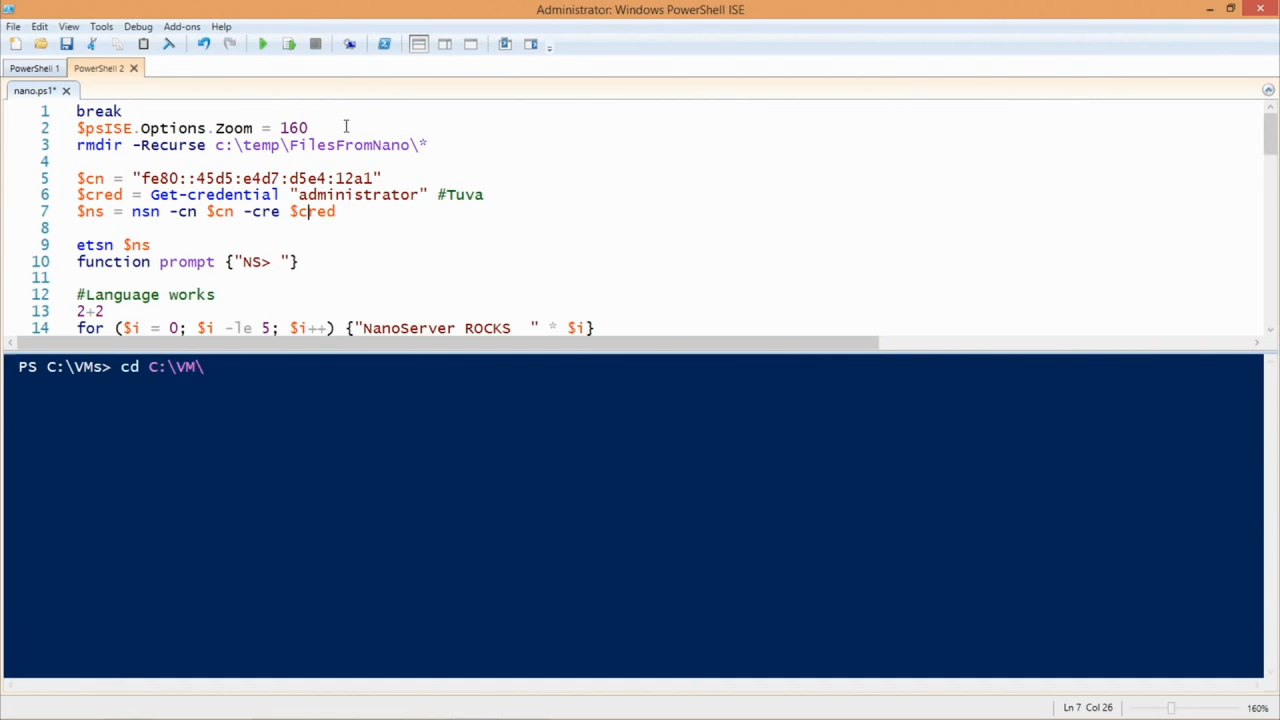 Administrator: Windows PowerShell ISE
File Edit View Tools Debug Add-ons Help
PowerShell 1 PowerShell 2
nano.ps1*
1 break
2 $psISE.Options.Zoom = 160
3 rmdir -Recurse c:\temp\FilesFromNano\*
4
5 $cn = "fe80::45d5:e4d7:d5e4:12a1"
6 $cred = Get-credential "administrator" #Tuva
7 $ns = nsn -cn $cn -cre $cred
8
9 etsn $ns
10 function prompt {"NS> "}
11
12 #Language works
13 2+2
14 for ($i = 0; $i -le 5; $i++) {"NanoServer ROCKS  " * $i}
PS C:\VMs> cd C:\VM\
Ln 7 Col 26 160%